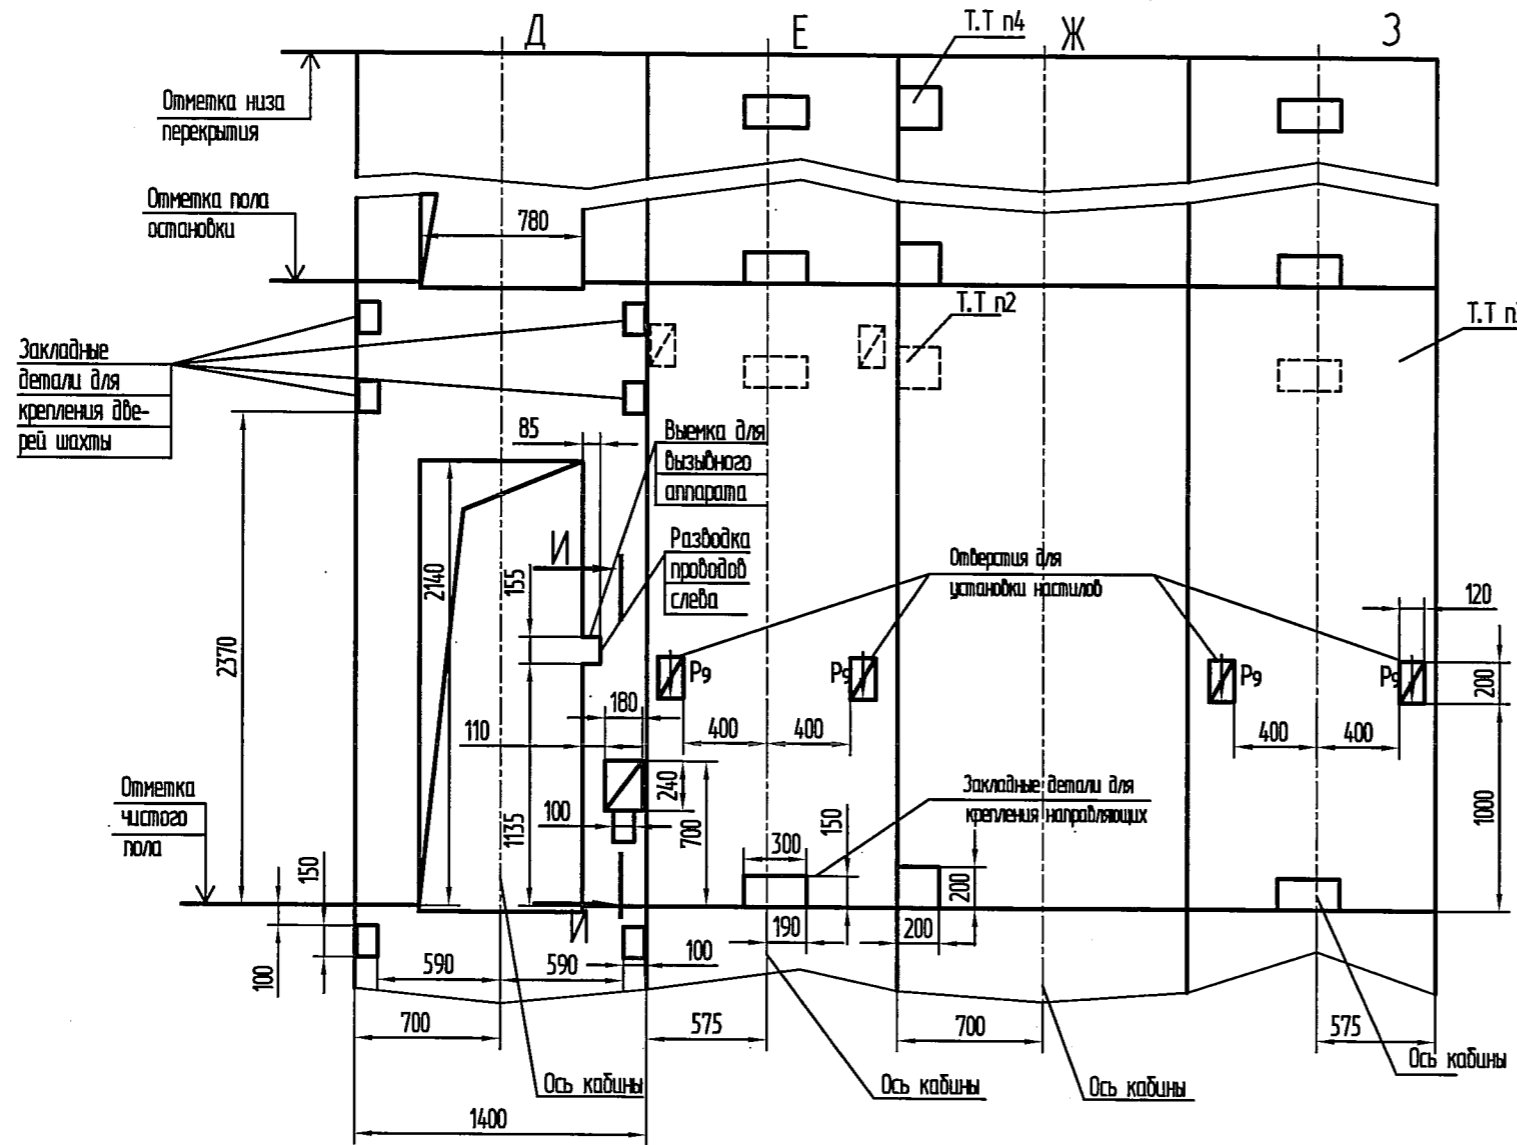 Д
Е
Т.Т п4
Ж
З
Отметка низа
перекрытия
Отметка пола
остановки
780
Т.Т п2
Закладные
детали для
крепления две-
рей шахты
85
Выемка для
вызывного
аппарата
И
Разводка
проводов
слева
Отверстия для
установки настилов
120
2140
155
2370
Р9
Р9
Р9
Р9
200
180
110
400
400
400
400
Отметка
чистого
пола
240
700
100
1135
Закладные детали для
крепления направляющих
1000
150
300
150
200
И
190
200
100
590
590
100
700
575
700
575
Ось кабины
Ось кабины
Ось кабины
Ось кабины
1400